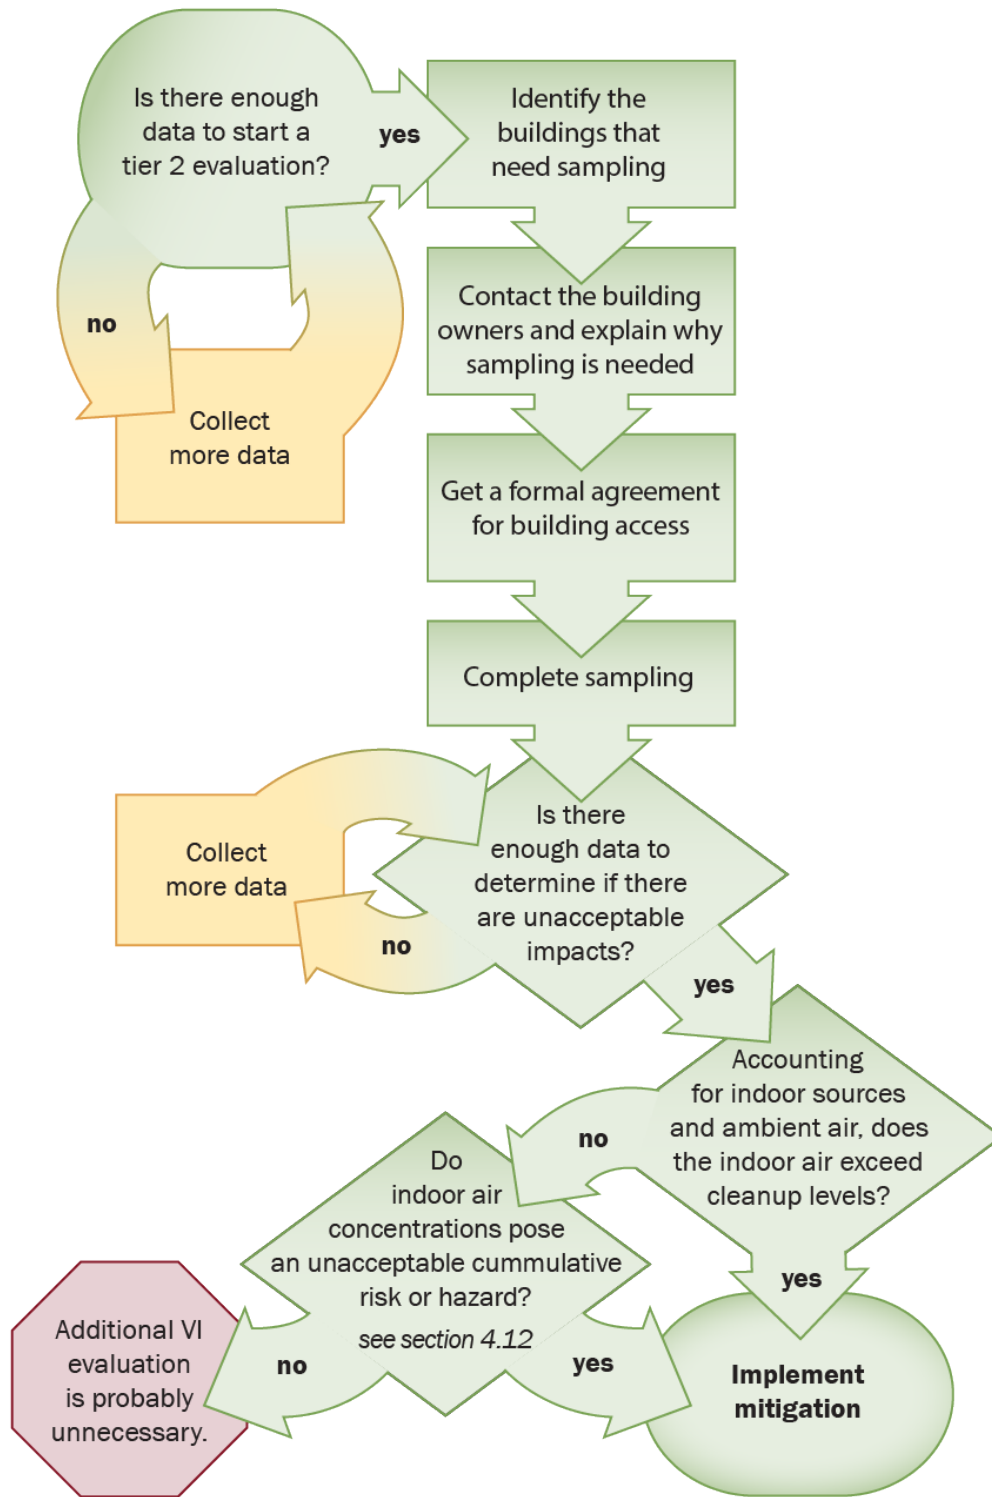 Is there enough
data to start a
tier 2 evaluation?
yes
no
Collect
more data
Identify the
buildings that
need sampling
Contact the building
owners and explain why
sampling is needed
Get a formal agreement
for building access
Complete sampling
Is there
enough data to
determine if there
are unacceptable
impacts?
no
Collect
more data
yes
Accounting
for indoor sources
and ambient air, does
the indoor air exceed
cleanup levels?
no
yes
Do
indoor air
concentrations pose
an unacceptable cummulative
risk or hazard?
see section 4.12
no
yes
Additional VI
evaluation
is probably
unnecessary.
Implement
mitigation